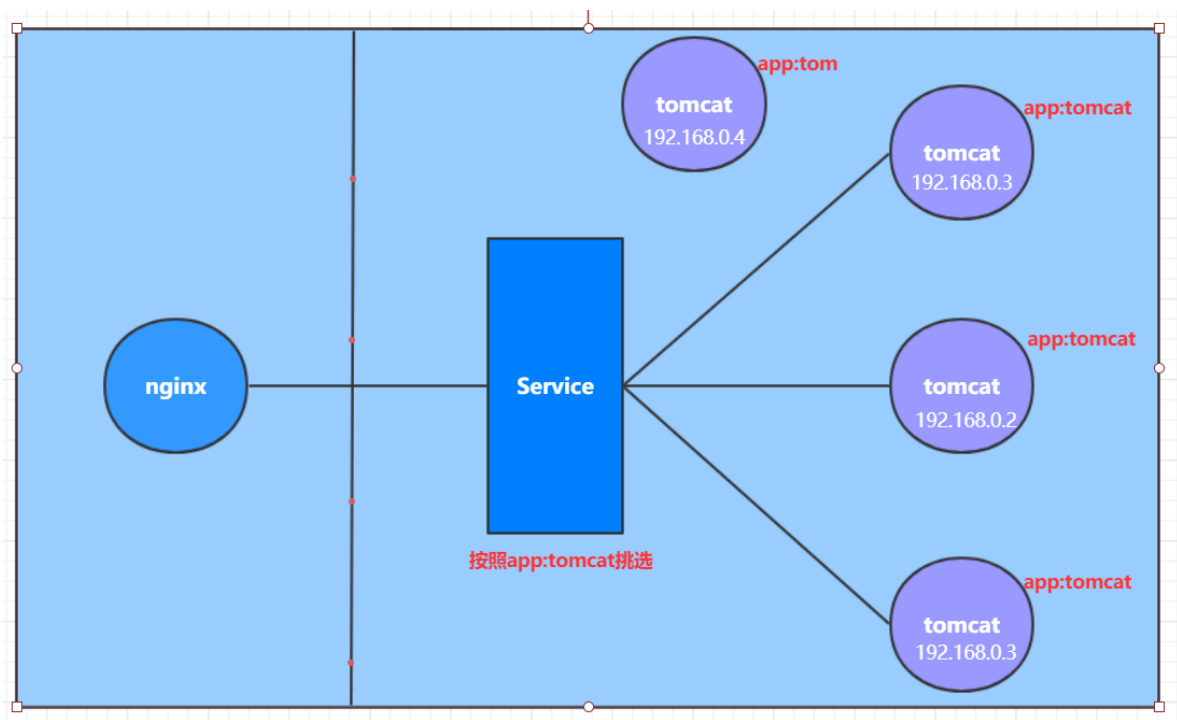 app:tom
tomcat
192.168.0.4
app:tomcat
tomcat
192.168.0.3
nginx
Service
app:tomcat
tomcat
192.168.0.2
按照app:tomcat挑选
app:tomcat
tomcat
192.168.0.3